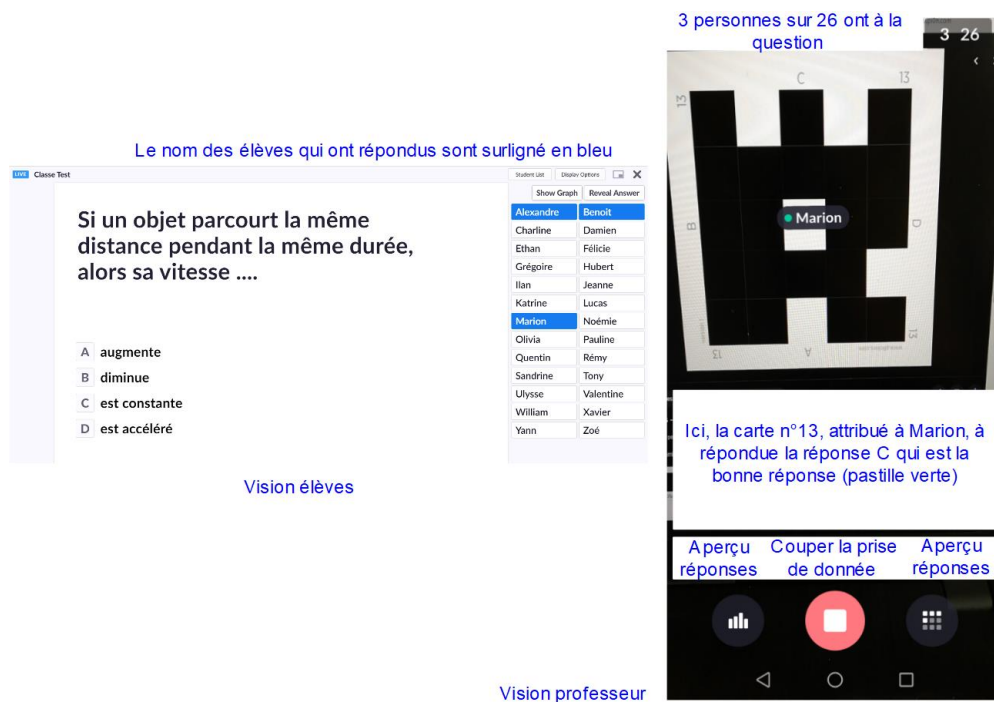 3 personnes sur 26 ont à la
question
3 26
Le nom des élèves qui ont répondus sont surligné en bleu
LIVE Classe Test
Student List Display Options
Show Graph Reveal Answer
Si un objet parcourt la même
distance pendant la même durée,
alors sa vitesse ....
A augmente
B diminue
C est constante
D est accéléré
Alexandre Benoit
Charline Damien
Ethan Félicie
Grégoire Hubert
Ilan Jeanne
Katrine Lucas
Marion Noémie
Olivia Pauline
Quentin Rémy
Sandrine Tony
Ulysse Valentine
William Xavier
Yann Zoé
Vision élèves
C 13
13
Marion
B D
13 A 13
Ici, la carte n°13, attribué à Marion, à
répondue la réponse C qui est la
bonne réponse (pastille verte)
Aperçu
réponses
Couper la prise
de donnée
Aperçu
réponses
Vision professeur